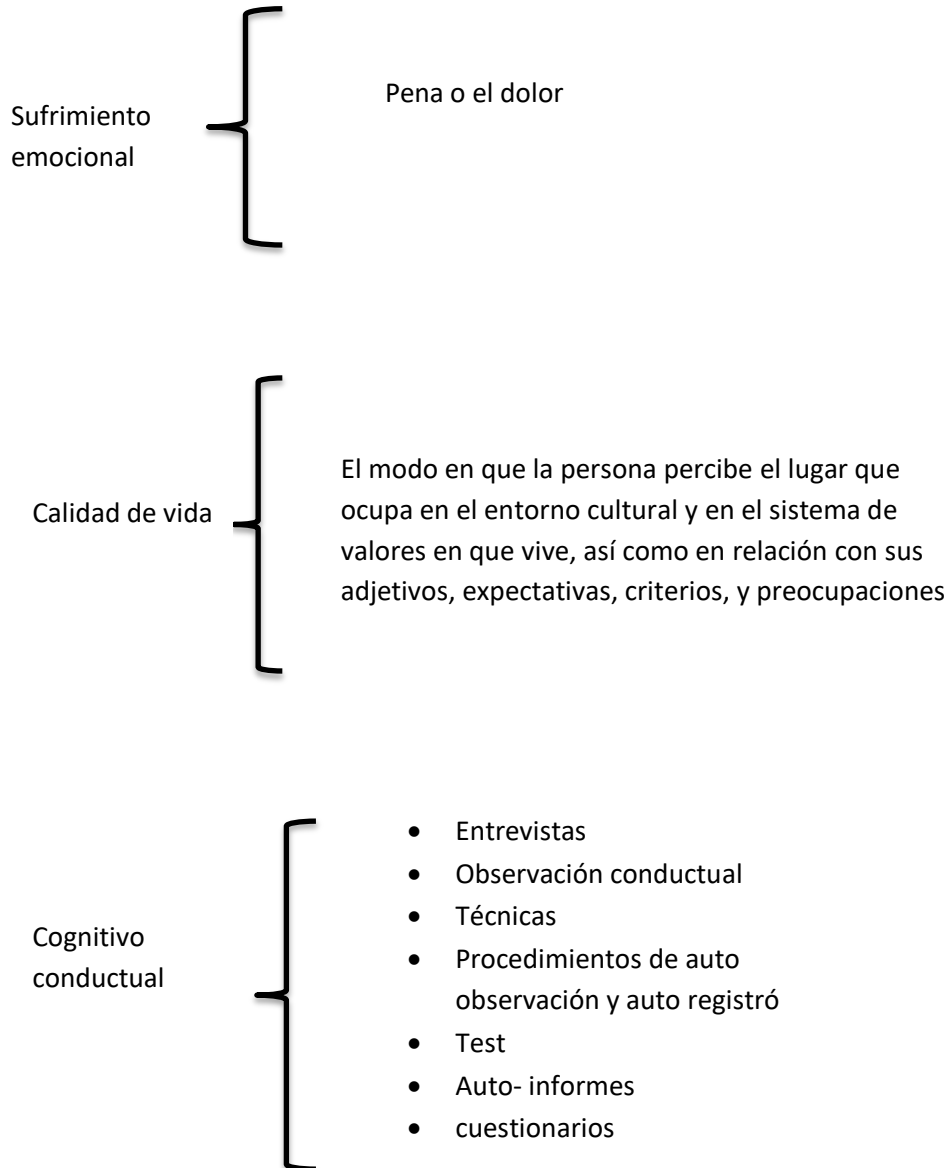 Sufrimiento
emocional
Pena o el dolor
Calidad de vida
El modo en que la persona percibe el lugar que
ocupa en el entorno cultural y en el sistema de
valores en que vive, así como en relación con sus
adjetivos, expectativas, criterios, y preocupaciones
Cognitivo
conductual
• Entrevistas
• Observación conductual
• Técnicas
• Procedimientos de auto
observación y auto registró
• Test
• Auto- informes
• cuestionarios